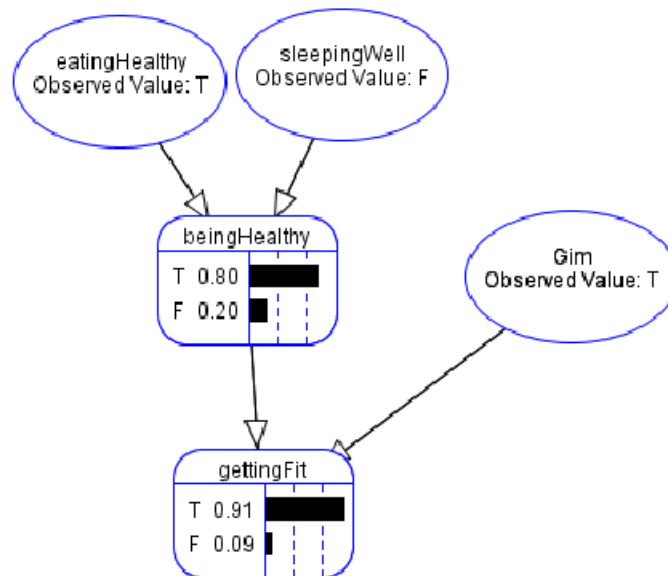 eatingHealthy
Observed Value: T
sleepingWell
Observed Value: F
beingHealthy
T 0.80
F 0.20
Gim
Observed Value: T
gettingFit
T 0.91
F 0.09